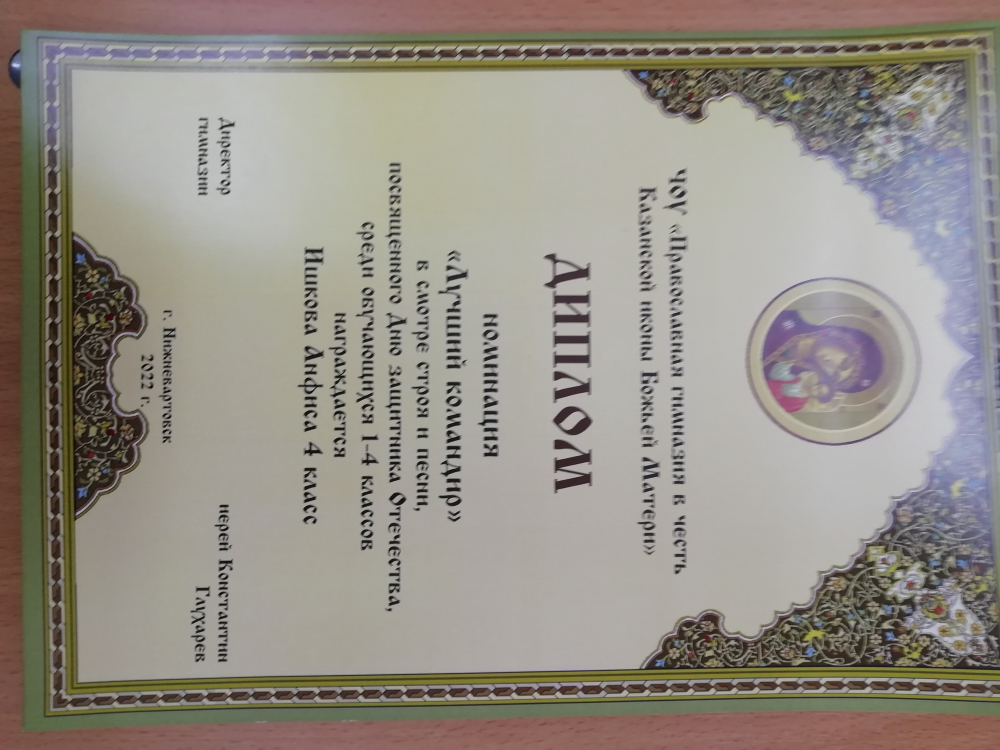 ЧОУ «Православная гимназия в честь
Казанской иконы Божьей Матери»
ДИПЛОМ
номинация
«Лучший командир»
в смотре строя и песни,
посвященного Дню защитника Отечества,
среди обучающихся 1-4 классов
награждается
Ишкова Анфиса 4 класс
Директор
гимназии
иерей Константин
Глухарев
г. Нижневартовск
2022 г.